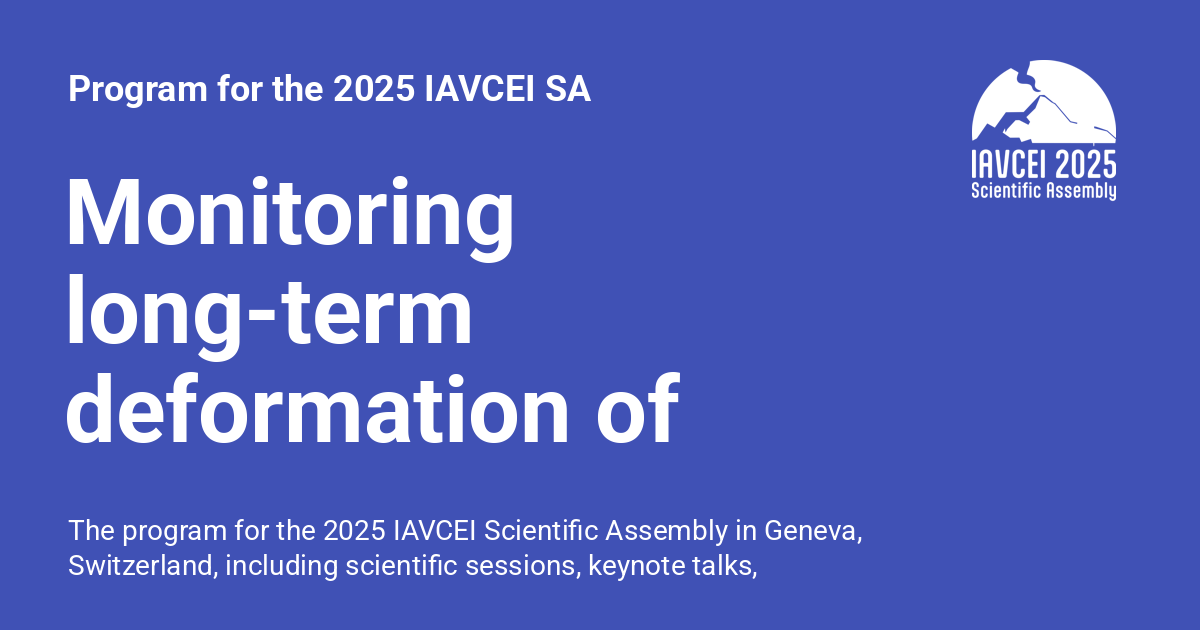 Program for the 2025 IAVCEI SA
IAVCEI 2025
Scientific Assembly
Monitoring
long-term
deformation of
The program for the 2025 IAVCEI Scientific Assembly in Geneva,
Switzerland, including scientific sessions, keynote talks,